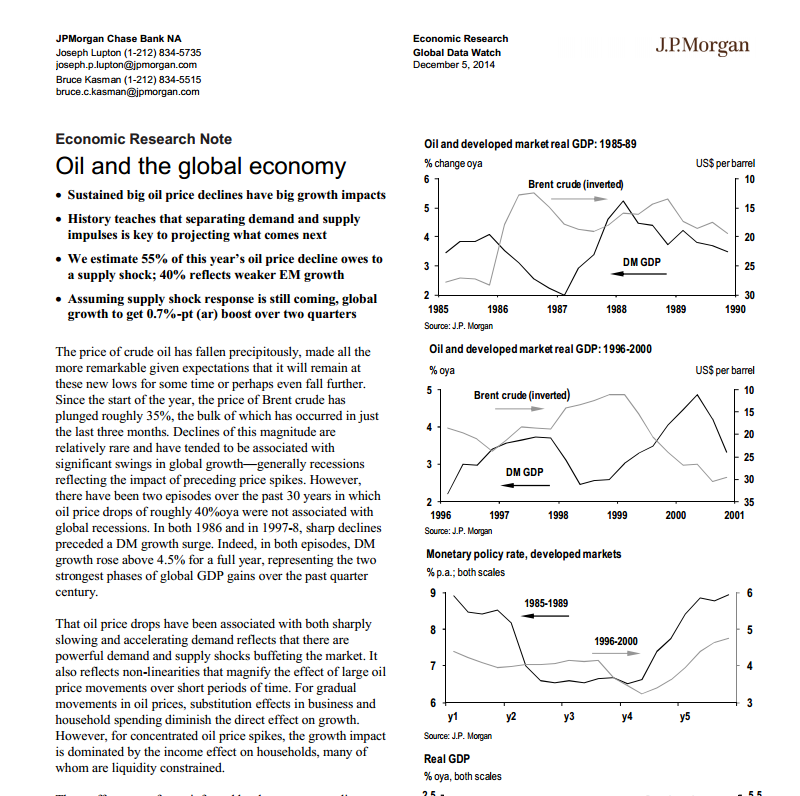 JPMorgan Chase Bank NA
Joseph Lupton (1-212) 834-5735
joseph.p.lupton@jpmorgan.com
Bruce Kasman (1-212) 834-5515
bruce.c.kasman@jpmorgan.com
Economic Research
Global Data Watch
December 5, 2014
J.P.Morgan
Economic Research Note
Oil and the global economy
• Sustained big oil price declines have big growth impacts
• History teaches that separating demand and supply
impulses is key to projecting what comes next
• We estimate 55% of this year's oil price decline owes to
a supply shock; 40% reflects weaker EM growth
• Assuming supply shock response is still coming, global
growth to get 0.7%-pt (ar) boost over two quarters
The price of crude oil has fallen precipitously, made all the
more remarkable given expectations that it will remain at
these new lows for some time or perhaps even fall further.
Since the start of the year, the price of Brent crude has
plunged roughly 35%, the bulk of which has occurred in just
the last three months. Declines of this magnitude are
relatively rare and have tended to be associated with
significant swings in global growth—generally recessions
reflecting the impact of preceding price spikes. However,
there have been two episodes over the past 30 years in which
oil price drops of roughly 40%oya were not associated with
global recessions. In both 1986 and in 1997-8, sharp declines
preceded a DM growth surge. Indeed, in both episodes, DM
growth rose above 4.5% for a full year, representing the two
strongest phases of global GDP gains over the past quarter
century.
That oil price drops have been associated with both sharply
slowing and accelerating demand reflects that there are
powerful demand and supply shocks buffeting the market. It
also reflects non-linearities that magnify the effect of large oil
price movements over short periods of time. For gradual
movements in oil prices, substitution effects in business and
household spending diminish the direct effect on growth.
However, for concentrated oil price spikes, the growth impact
is dominated by the income effect on households, many of
whom are liquidity constrained.
Oil and developed market real GDP: 1985-89
% change oya US$ per barrel
6 10
Brent crude (inverted)
5 15
4 20
3 25
DM GDP
2 30
1985 1986 1987 1988 1989 1990
Source: J.P. Morgan
Oil and developed market real GDP: 1996-2000
% oya US$ per barrel
5 10
Brent crude (inverted)
15
4 20
25
3
DM GDP
30
2 35
1996 1997 1998 1999 2000 2001
Source: J.P. Morgan
Monetary policy rate, developed markets
% p.a.; both scales
9 6
1985-1989
8 5
1996-2000
7 4
6 3
y1 y2 y3 y4 y5
Source: J.P. Morgan
Real GDP
% oya, both scales